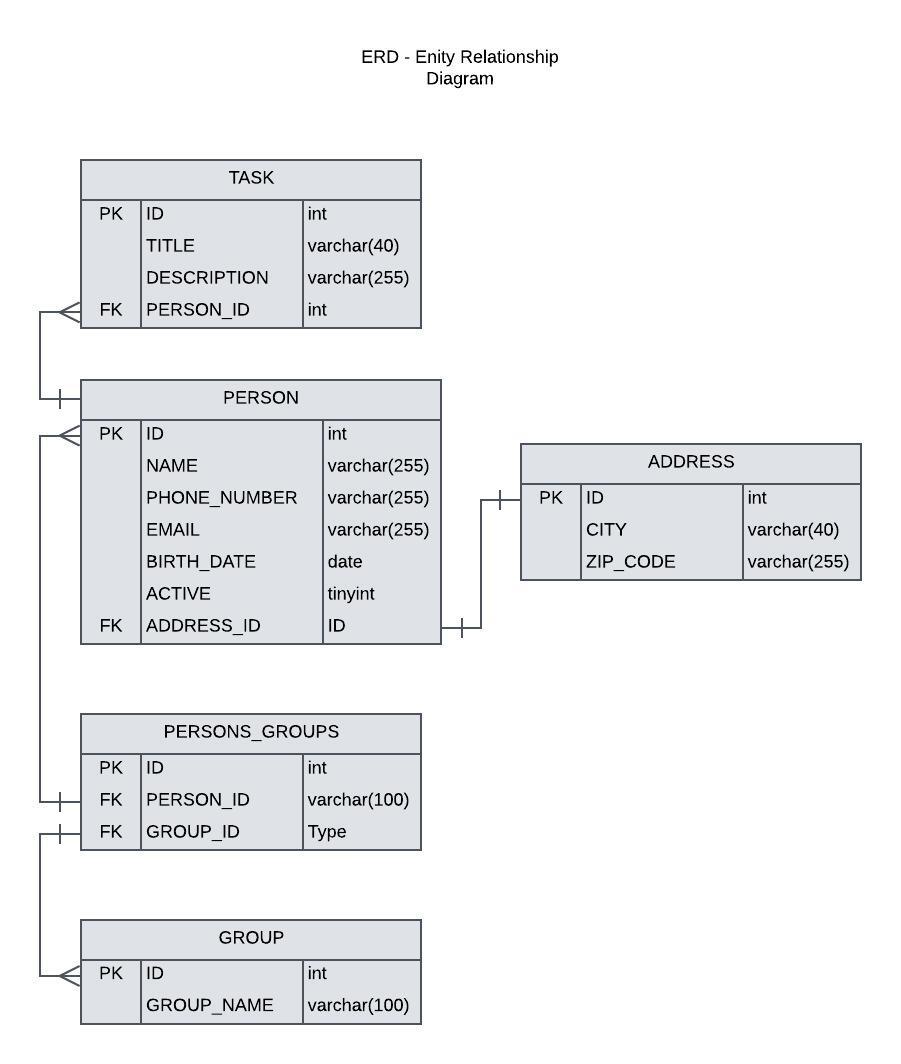 ERD - Enity Relationship
Diagram
TASK
PK ID int
TITLE varchar(40)
DESCRIPTION varchar(255)
FK PERSON_ID int
PERSON
PK ID int
NAME varchar(255)
PHONE_NUMBER varchar(255)
EMAIL varchar(255)
BIRTH_DATE date
ACTIVE tinyint
FK ADDRESS_ID ID
ADDRESS
PK ID int
CITY varchar(40)
ZIP_CODE varchar(255)
PERSONS_GROUPS
PK ID int
FK PERSON_ID varchar(100)
FK GROUP_ID Type
GROUP
PK ID int
GROUP_NAME varchar(100)